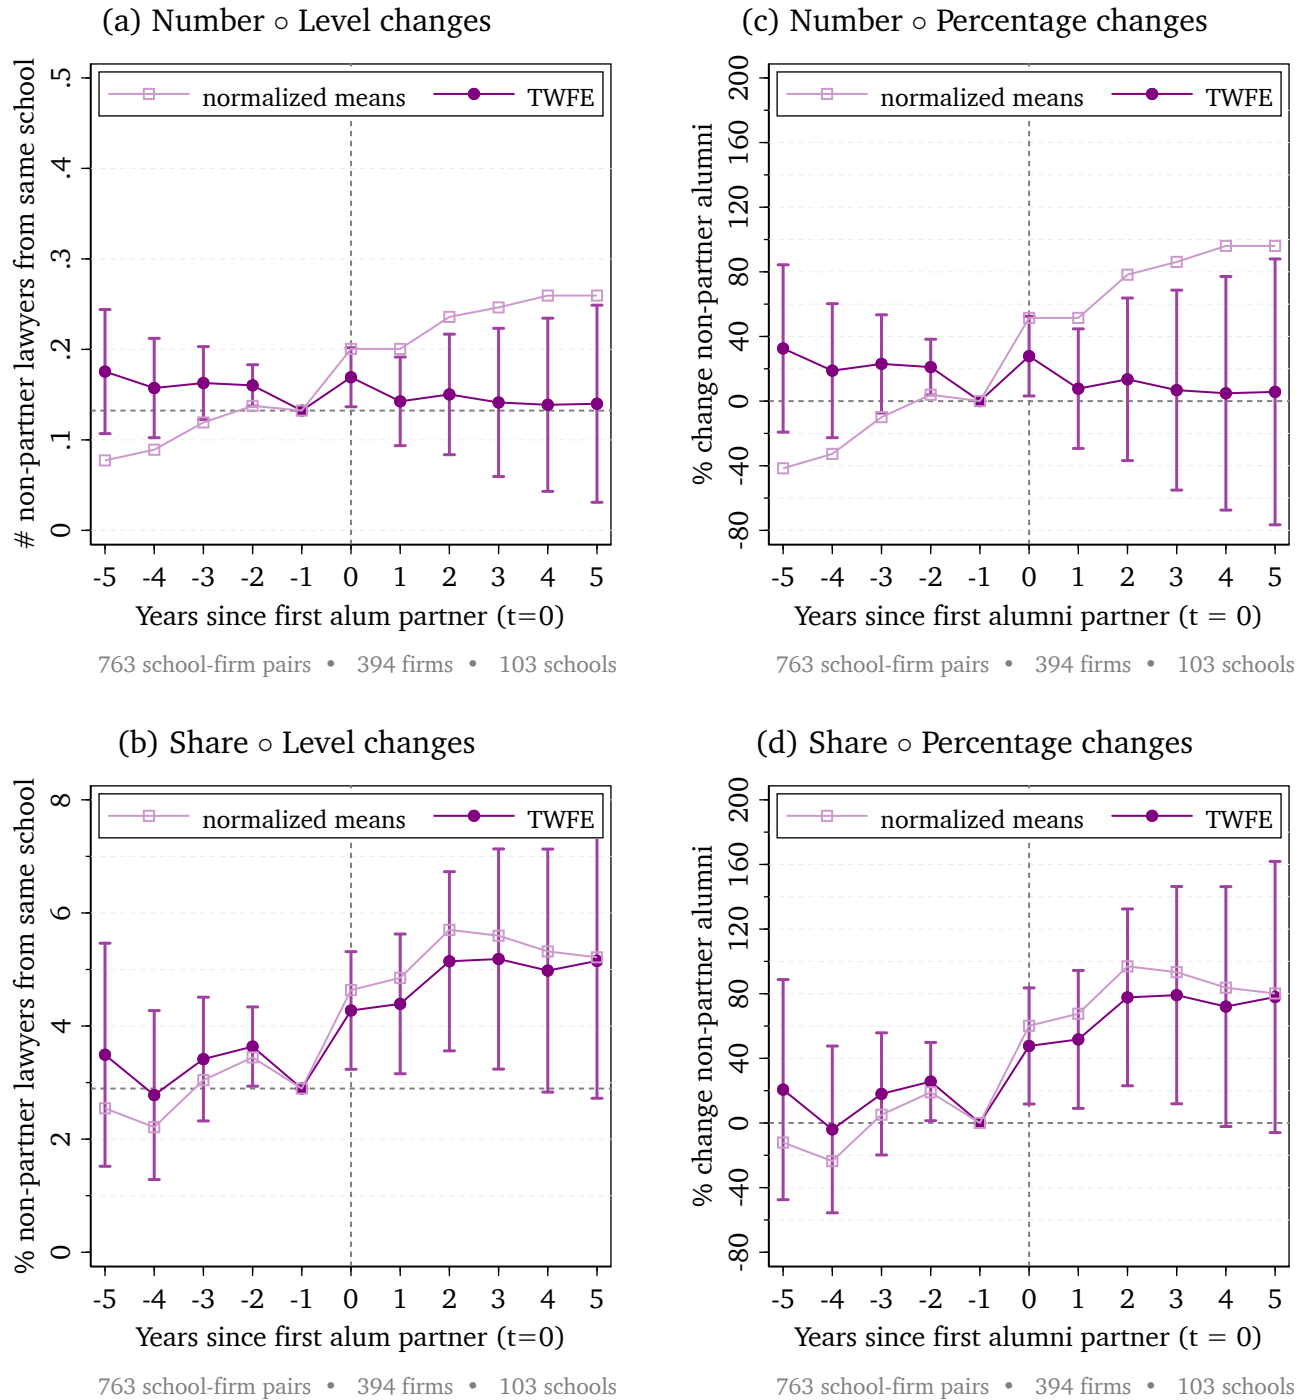 (a) Number ∘ Level changes
normalized means
TWFE
# non-partner lawyers from same school
.5
.4
.3
.2
.1
0
-5 -4 -3 -2 -1 0 1 2 3 4 5
Years since first alum partner (t=0)
763 school-firm pairs • 394 firms • 103 schools
(c) Number ∘ Percentage changes
normalized means
TWFE
% change non-partner alumni
200
160
120
80
40
0
-40
-80
-5 -4 -3 -2 -1 0 1 2 3 4 5
Years since first alumni partner (t = 0)
763 school-firm pairs • 394 firms • 103 schools
(b) Share ∘ Level changes
normalized means
TWFE
% non-partner lawyers from same school
8
6
4
2
0
-5 -4 -3 -2 -1 0 1 2 3 4 5
Years since first alum partner (t=0)
763 school-firm pairs • 394 firms • 103 schools
(d) Share ∘ Percentage changes
normalized means
TWFE
% change non-partner alumni
200
160
120
80
40
0
-40
-80
-5 -4 -3 -2 -1 0 1 2 3 4 5
Years since first alumni partner (t = 0)
763 school-firm pairs • 394 firms • 103 schools